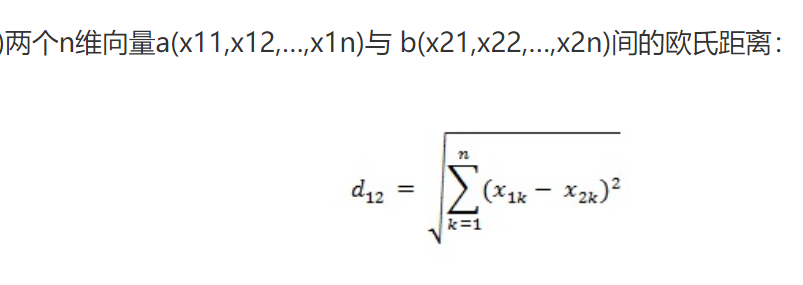 )两个n维向量a(x11,x12,…,x1n)与 b(x21,x22,…,x2n)间的欧氏距离：
d₁₂ = √(∑ₖ₌₁ⁿ (x₁ₖ − x₂ₖ)²)